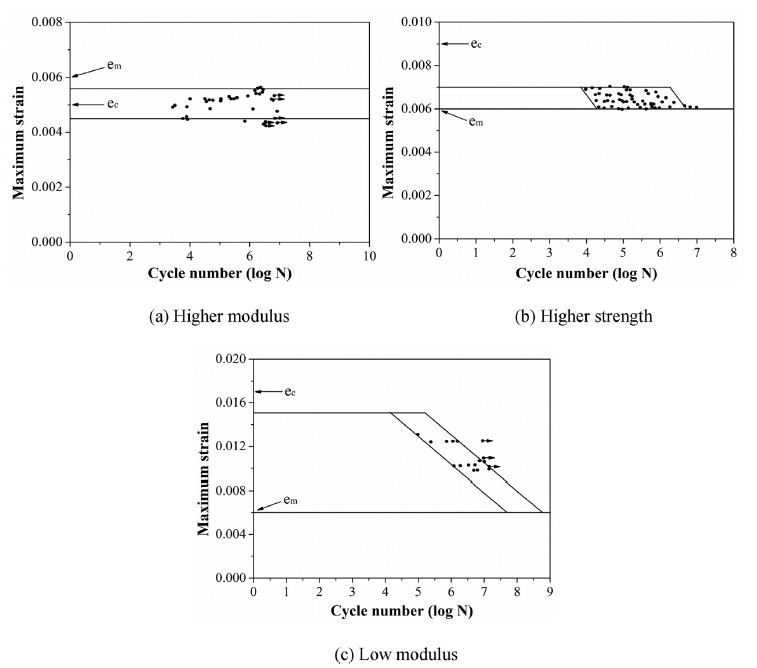 0.008
0.006
0.004
0.002
0.000
Maximum strain
em
ec
0 2 4 6 8 10
Cycle number (log N)
(a) Higher modulus
0.010
0.008
0.006
0.004
0.002
0.000
Maximum strain
ec
em
0 1 2 3 4 5 6 7 8
Cycle number (log N)
(b) Higher strength
0.020
0.016
0.012
0.008
0.004
0.000
Maximum strain
ec
em
0 1 2 3 4 5 6 7 8 9
Cycle number (log N)
(c) Low modulus